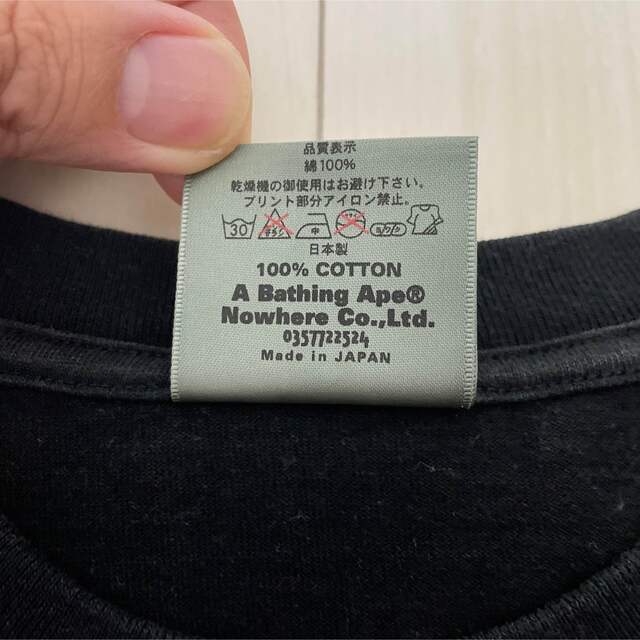 品質表示
綿100%
乾燥機の御使用はお避け下さい。
プリント部分アイロン禁止。
30 中
日本製
100% COTTON
A Bathing Ape®
Nowhere Co.,Ltd.
0357722524
Made in JAPAN